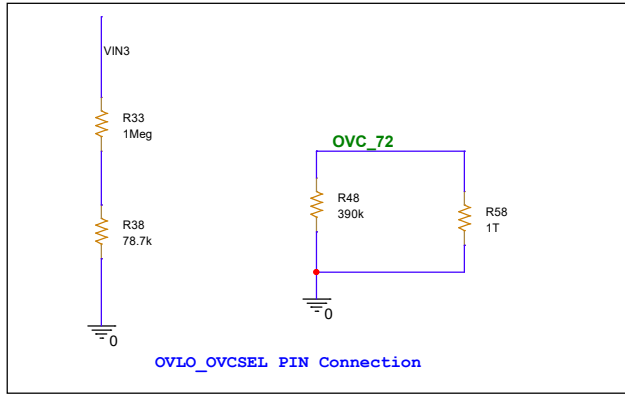 VIN3
R33
1Meg
R38
78.7k
0
OVC_72
R48
390k
R58
1T
0
OVLO_OVCSEL PIN Connection